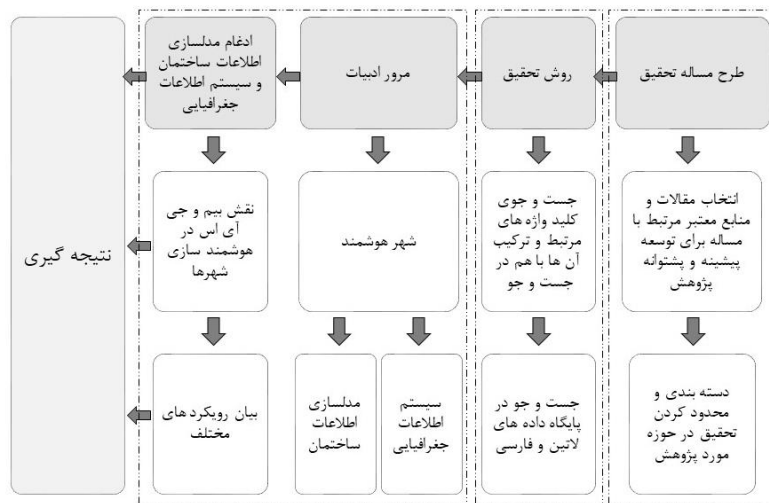 طرح مساله تحقیق
روش تحقیق
مرور ادبیات
ادغام مدلسازی
اطلاعات ساختمان
و سیستم اطلاعات
جغرافیایی
نتیجه گیری
انتخاب مقالات و
منابع معتبر مرتبط با
مساله برای توسعه
پیشینه و پشتوانه
پژوهش
جست و جوی
کلید واژه های
مرتبط و ترکیب
آن ها با هم در
جست و جو
شهر هوشمند
نقش بیم و جی
آی اس در
هوشمند سازی
شهرها
دسته بندی و
محدود کردن
تحقیق در حوزه
مورد پژوهش
جست و جو در
پایگاه داده های
لاتین و فارسی
سیستم
اطلاعات
جغرافیایی
مدلسازی
اطلاعات
ساختمان
بیان رویکرد های
مختلف